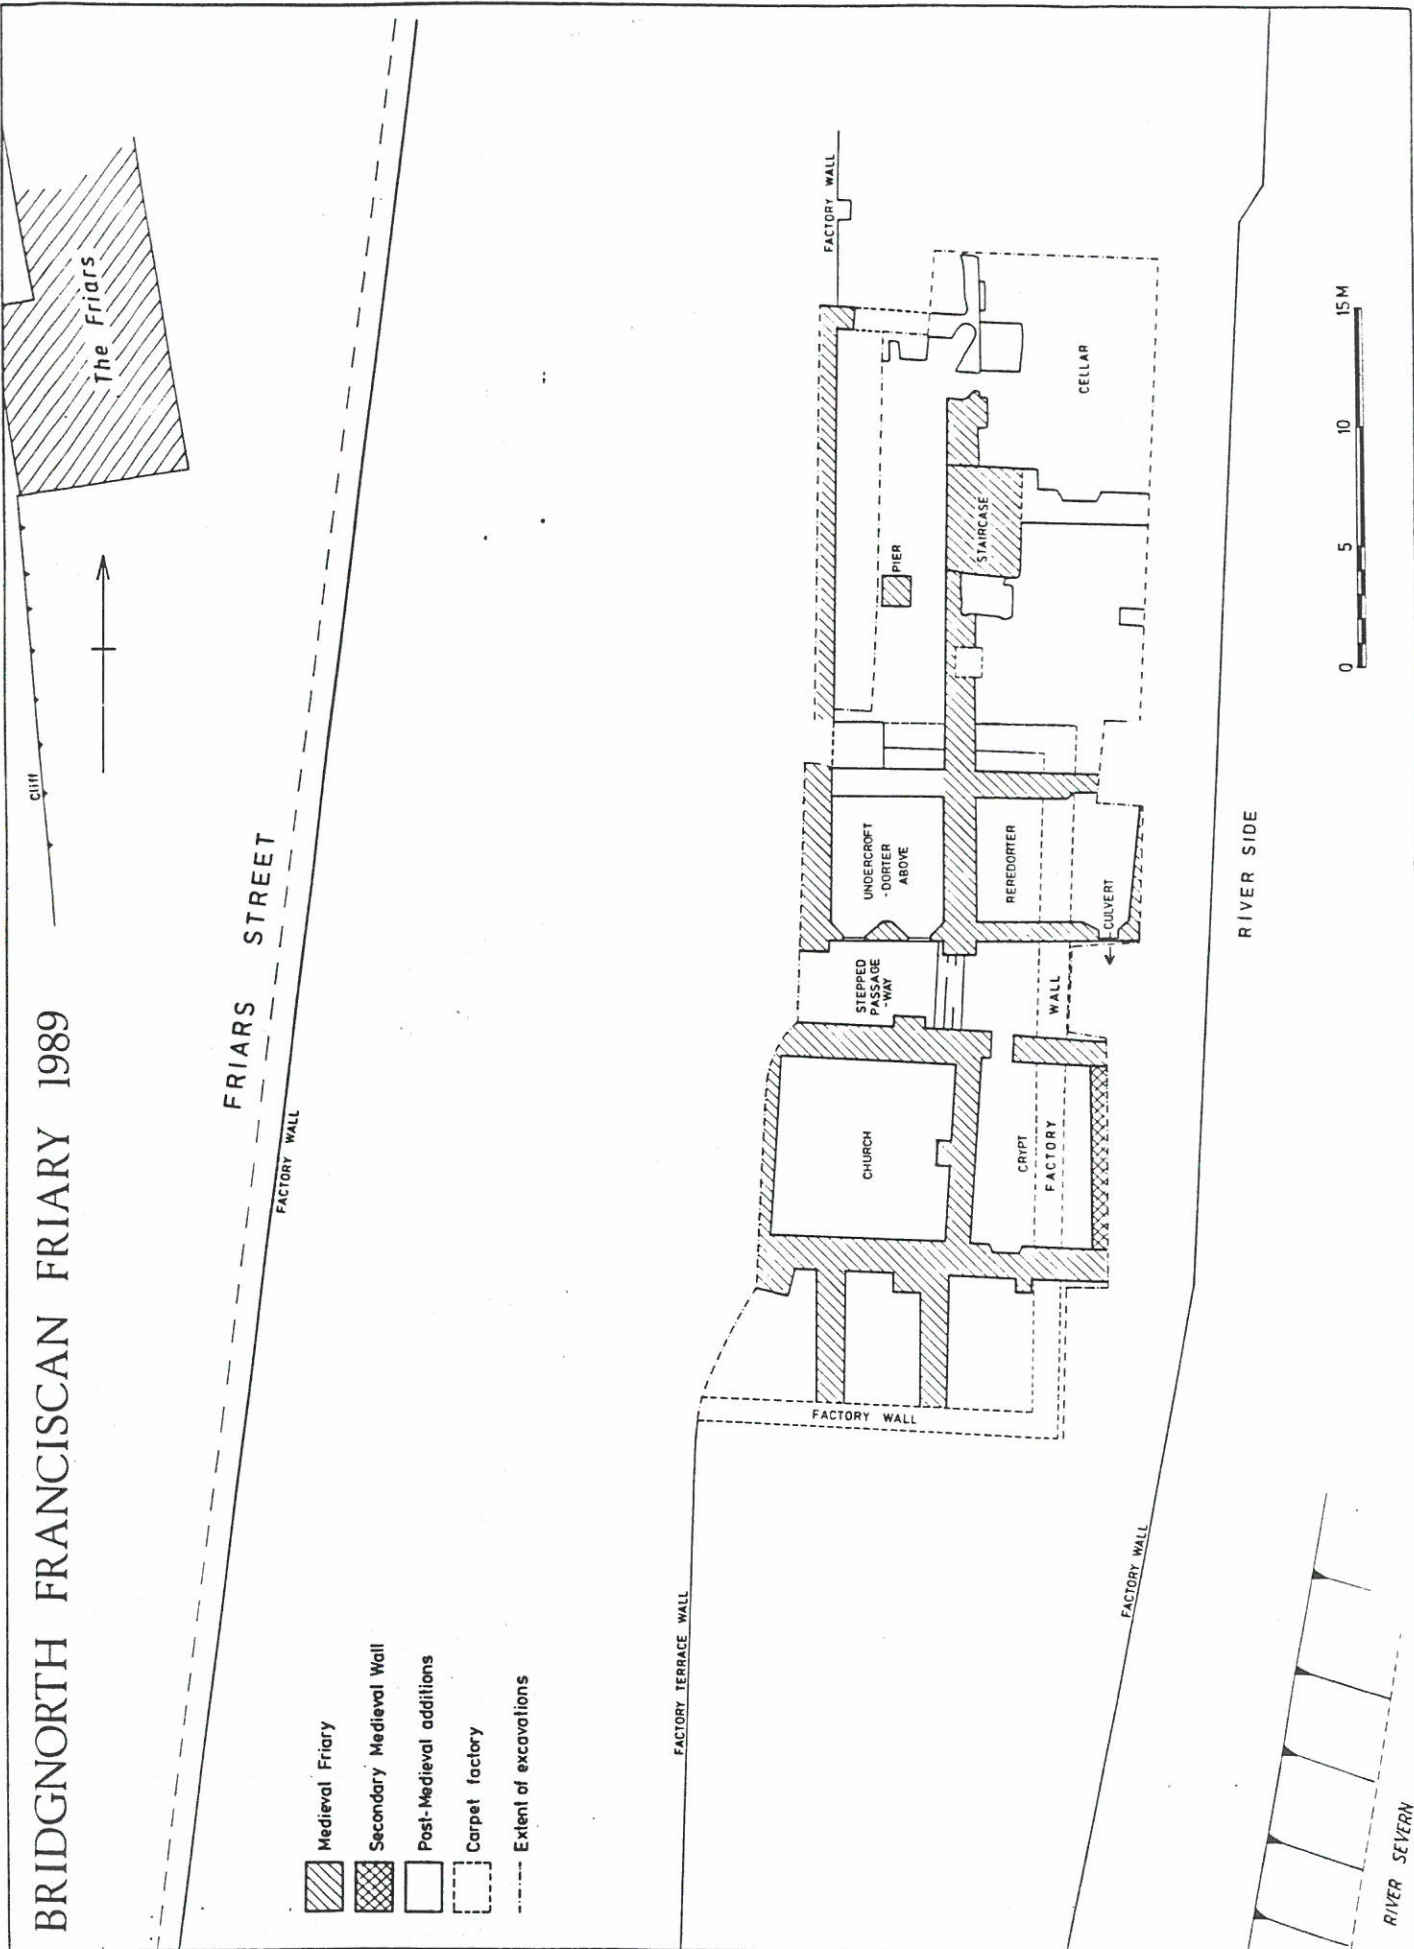 BRIDGNORTH FRANCISCAN FRIARY 1989
Cliff
The Friars
FRIARS STREET
FACTORY WALL
Medieval Friary
Secondary Medieval Wall
Post-Medieval additions
Carpet factory
Extent of excavations
FACTORY TERRACE WALL
FACTORY WALL
CHURCH
CRYPT
FACTORY WALL
STEPPED
PASSAGE
-WAY
UNDERCROFT
-DORTER
ABOVE
REREDORTER
CULVERT
PIER
STAIRCASE
CELLAR
FACTORY WALL
FACTORY WALL
RIVER SIDE
0 5 10 15 M
RIVER SEVERN